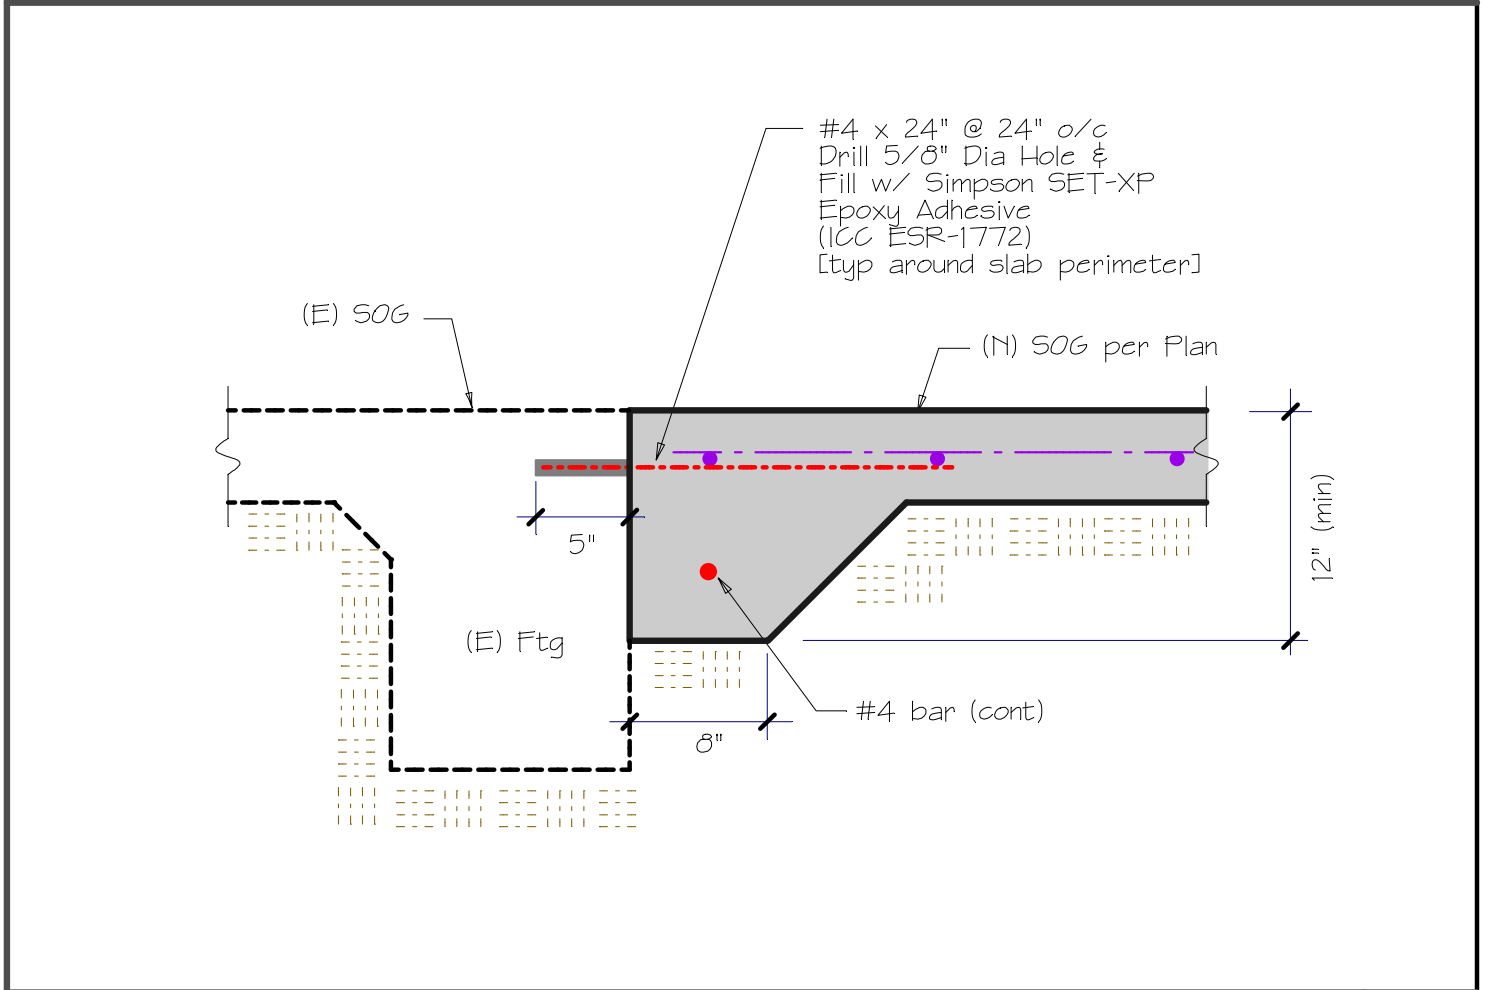 #4 x 24" @ 24" o/c
Drill 5/8" Dia Hole &
Fill w/ Simpson SET-XP
Epoxy Adhesive
(ICC ESR-1772)
[typ around slab perimeter]
(E) SOG
(N) SOG per Plan
12" (min)
5"
(E) Ftg
#4 bar (cont)
8"